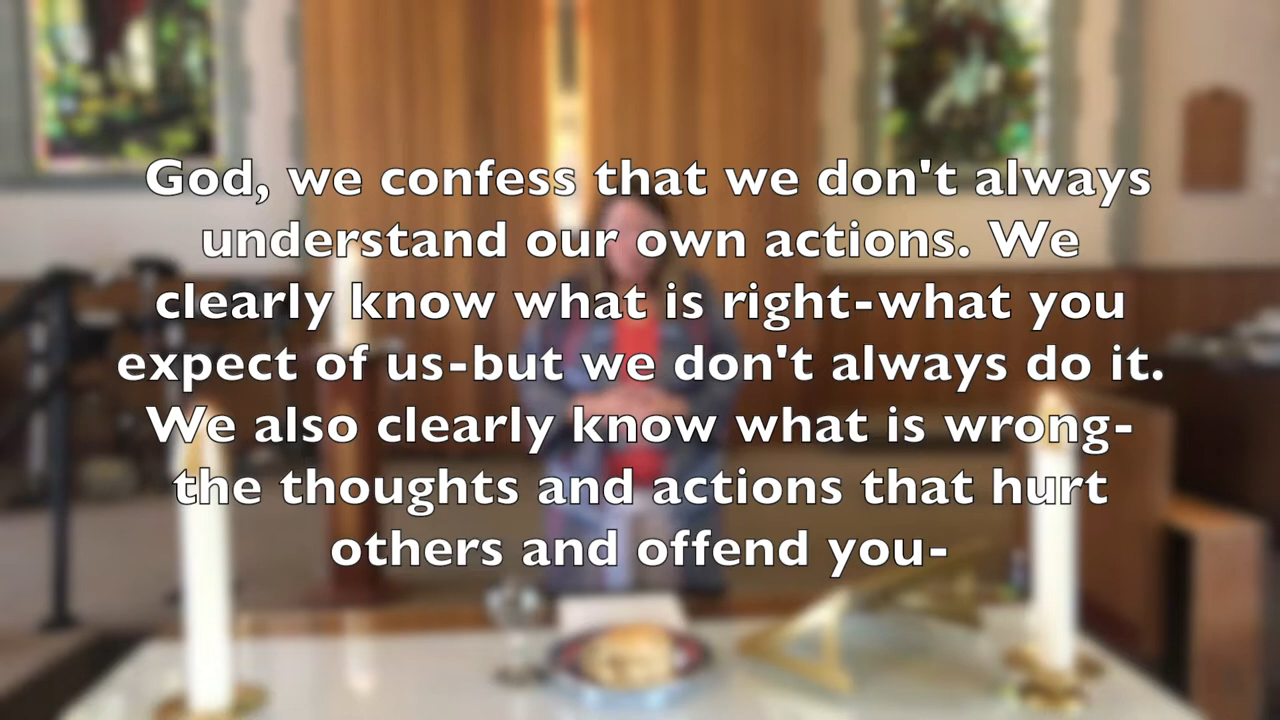 God, we confess that we don't always
understand our own actions. We
clearly know what is right-what you
expect of us-but we don't always do it.
We also clearly know what is wrong-
the thoughts and actions that hurt
others and offend you-